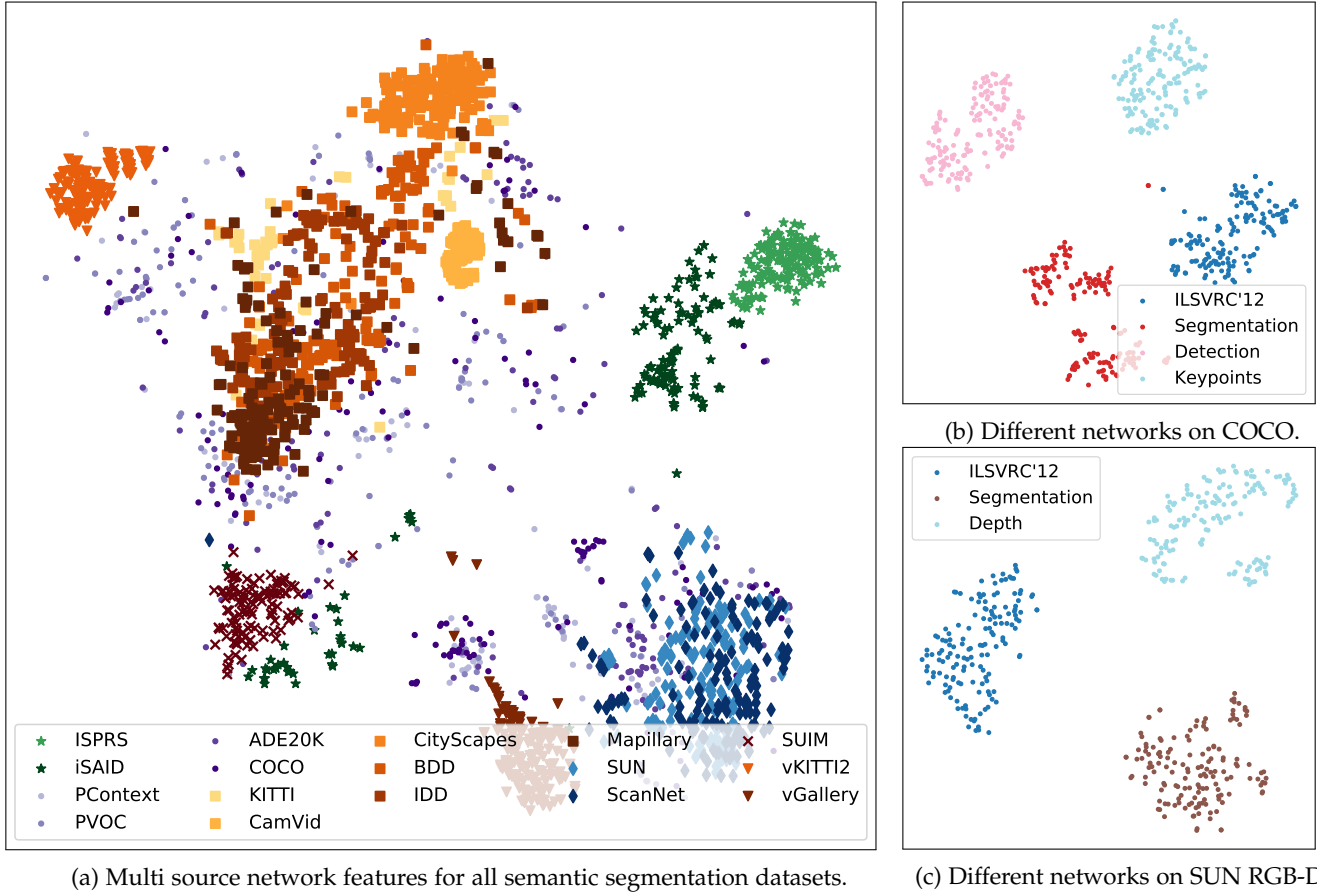 ISPRS
iSAID
PContext
PVOC
ADE20K
COCO
KITTI
CamVid
CityScapes
BDD
IDD
Mapillary
SUN
ScanNet
SUIM
vKITTI2
vGallery
(a) Multi source network features for all semantic segmentation datasets.
ILSVRC'12
Segmentation
Detection
Keypoints
(b) Different networks on COCO.
ILSVRC'12
Segmentation
Depth
(c) Different networks on SUN RGB-D